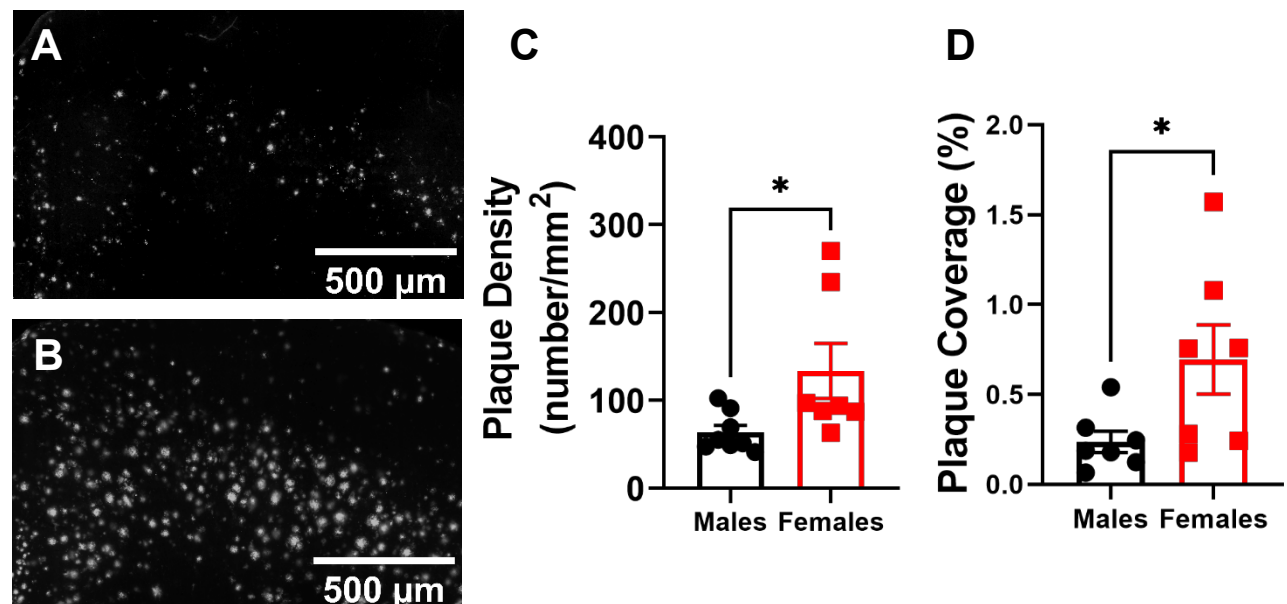 A
500 µm
B
500 µm
C
Plaque Density
(number/mm²)
400
300
200
100
0
*
Males Females
D
Plaque Coverage (%)
2.0
1.5
1.0
0.5
0.0
*
Males Females